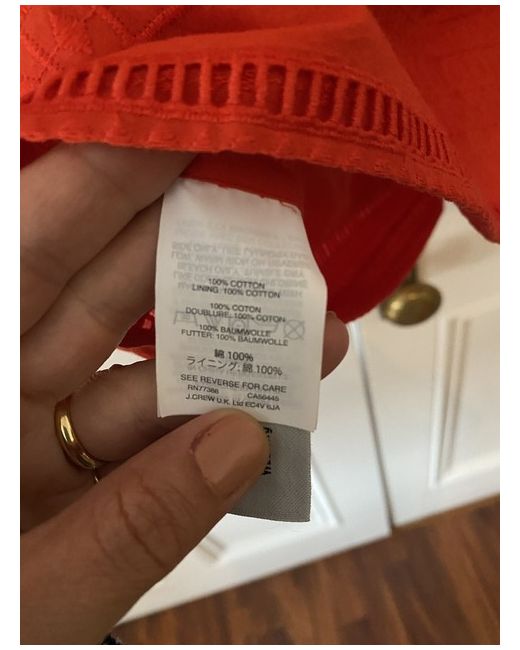 100% COTTON
LINING: 100% COTTON
100% COTON
DOUBLURE: 100% COTON
100% BAUMWOLLE
FUTTER: 100% BAUMWOLLE
綿 100%
ライニング: 綿 100%
SEE REVERSE FOR CARE
RN77388 CA56445
J.CREW U.K. Ltd EC4V 6JA